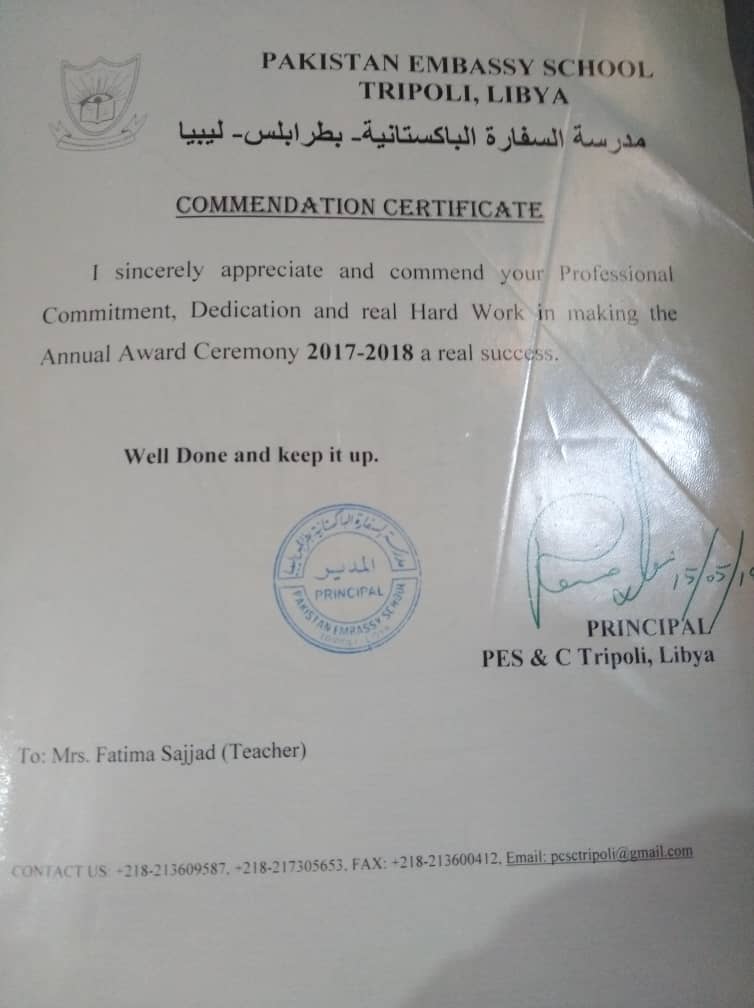 PAKISTAN EMBASSY SCHOOL
TRIPOLI, LIBYA
مدرسة السفارة الباكستانية- بطرابلس- ليبيا
COMMENDATION CERTIFICATE
I sincerely appreciate and commend your Professional
Commitment, Dedication and real Hard Work in making the
Annual Award Ceremony 2017-2018 a real success.
Well Done and keep it up.
المدير
PRINCIPAL
PAKISTAN EMBASSY SCHOOL
15/05/
PRINCIPAL
PES & C Tripoli, Libya
To: Mrs. Fatima Sajjad (Teacher)
CONTACT US: +218-213609587, +218-217305653, FAX: +218-213600412, Email: pcsctripoli@gmail.com